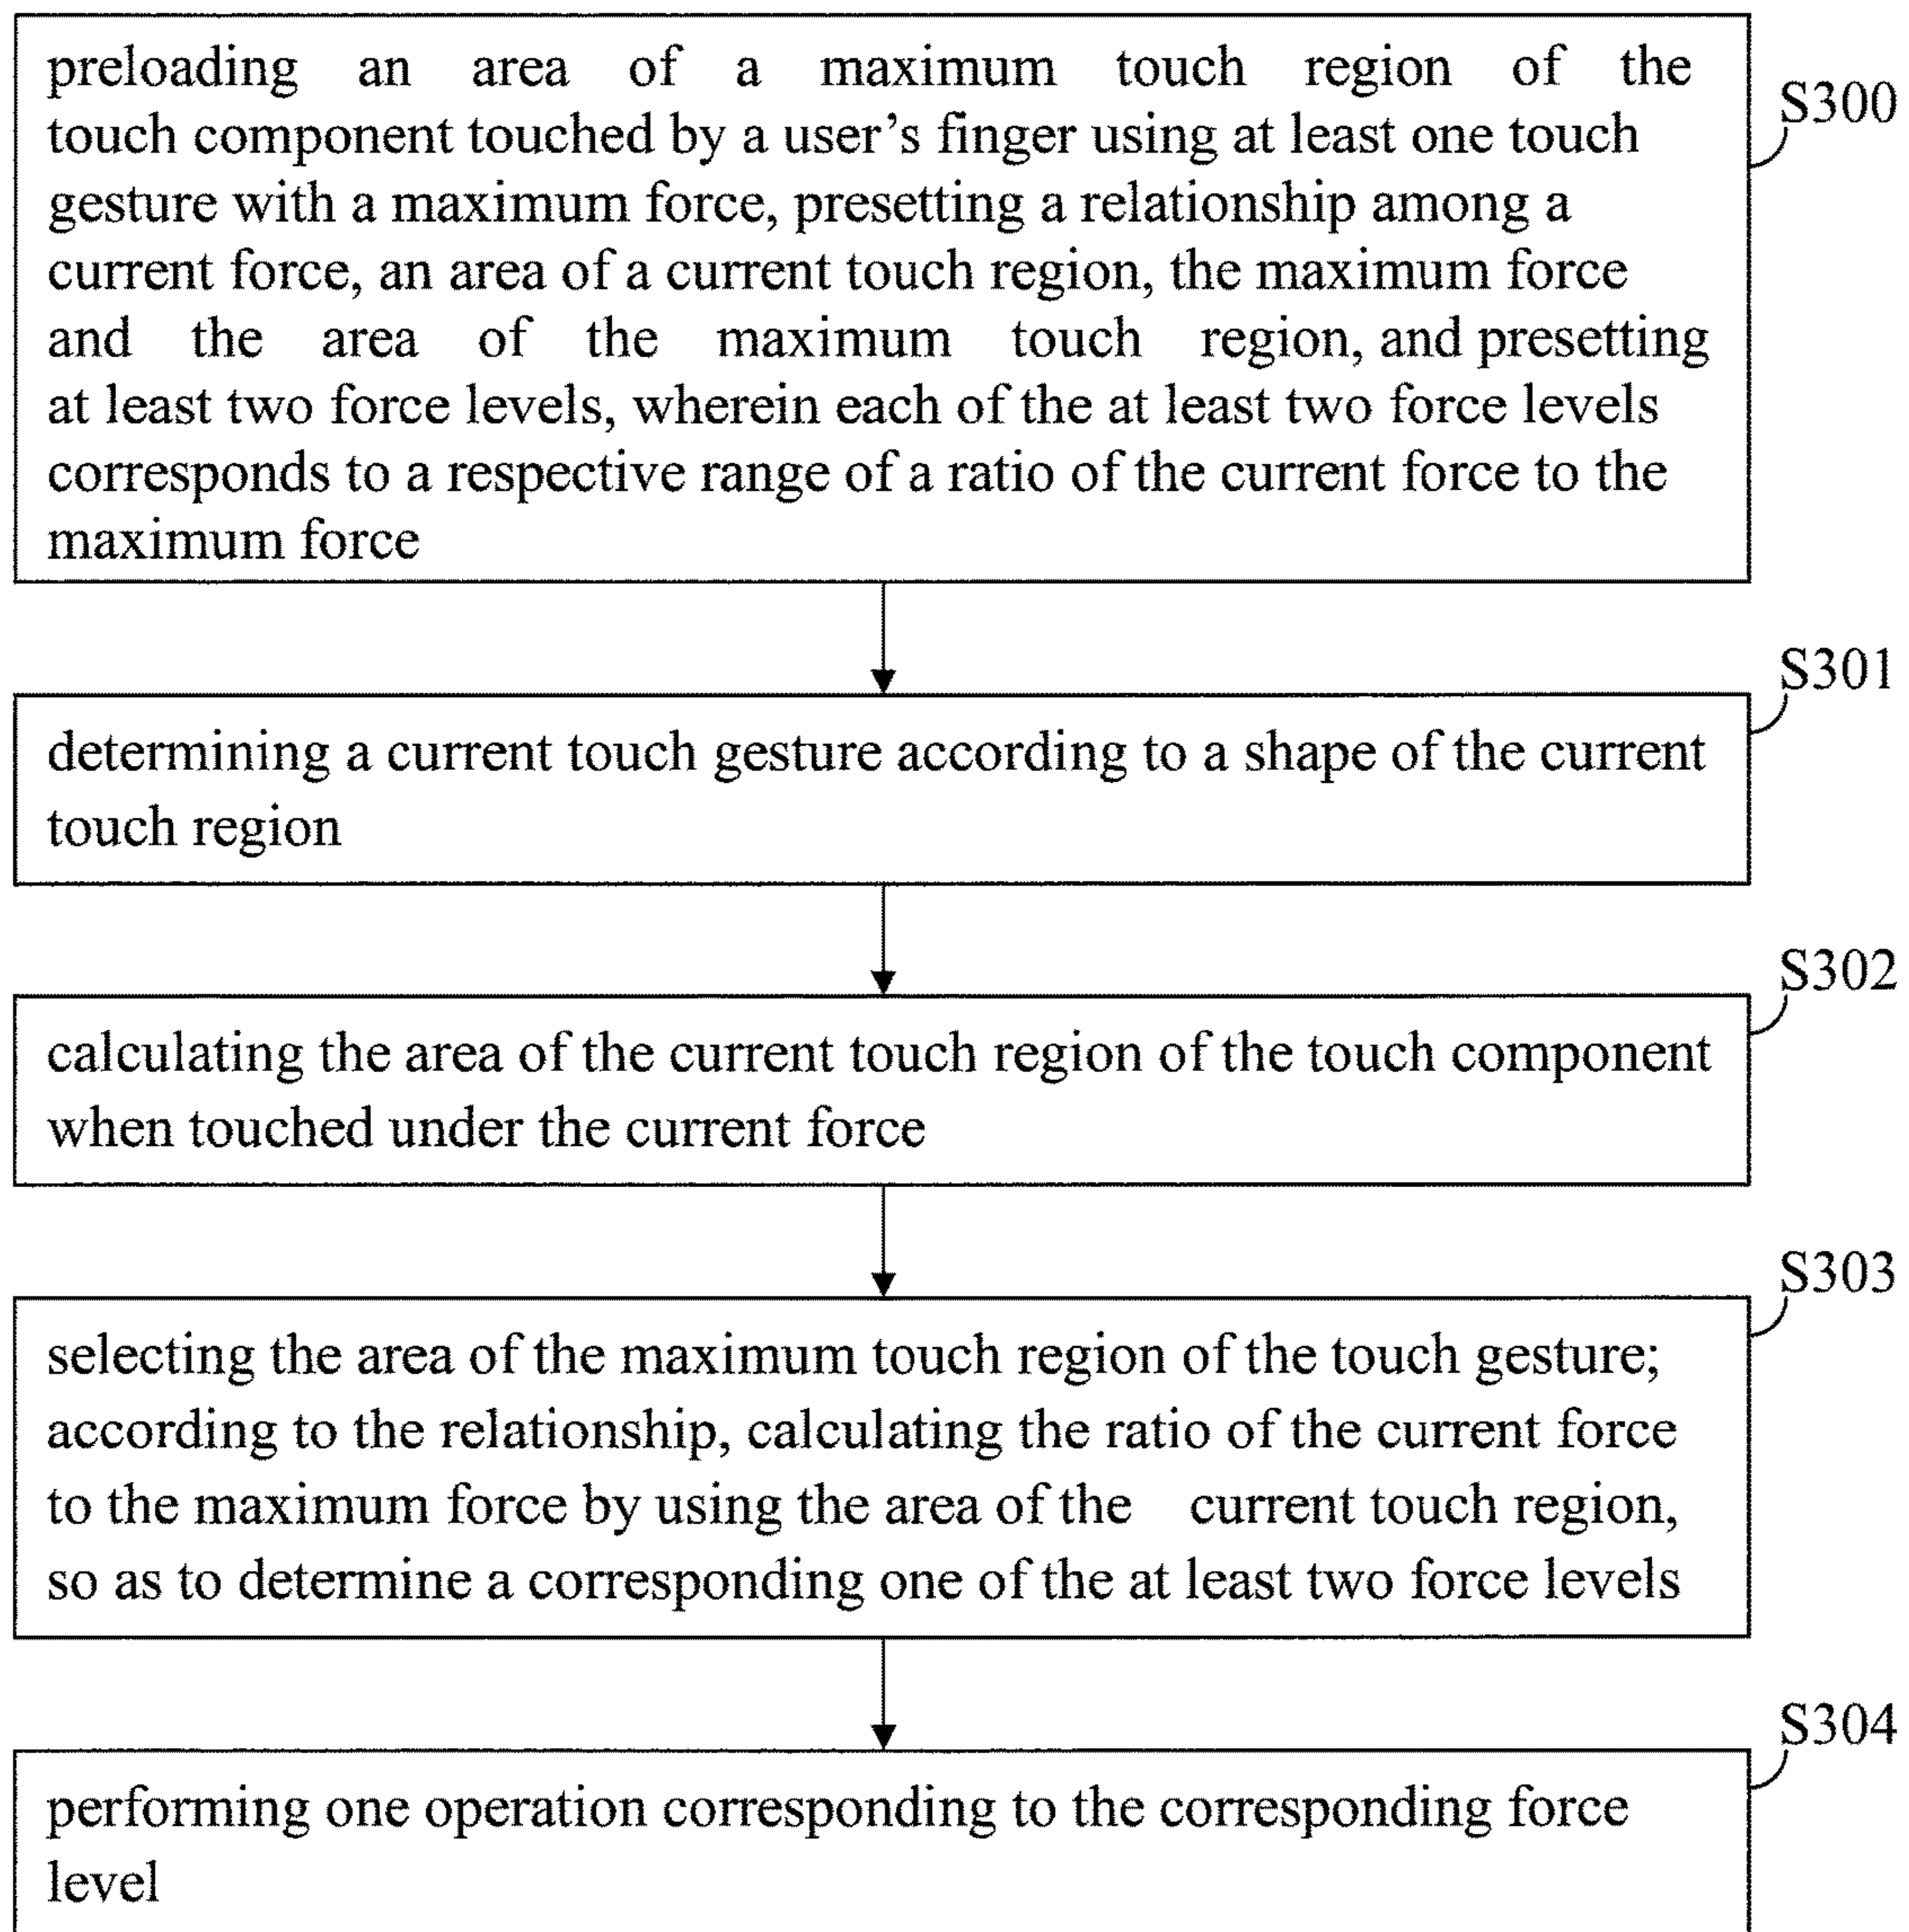 preloading an area of a maximum touch region of the
S300
touch component touched by a user's finger using at least one touch
gesture with a maximum force, presetting a relationship among a
current force, an area of a current touch region, the maximum force
and the area of the maximum touch region, and presetting
at least two force levels, wherein each of the at least two force levels
corresponds to a respective range of a ratio of the current force to the
maximum force
S301
determining a current touch gesture according to a shape of the current
touch region
S302
calculating the area of the current touch region of the touch component
when touched under the current force
S303
selecting the area of the maximum touch region of the touch gesture;
according to the relationship, calculating the ratio of the current force
to the maximum force by using the area of the current touch region,
so as to determine a corresponding one of the at least two force levels
S304
performing one operation corresponding to the corresponding force
level